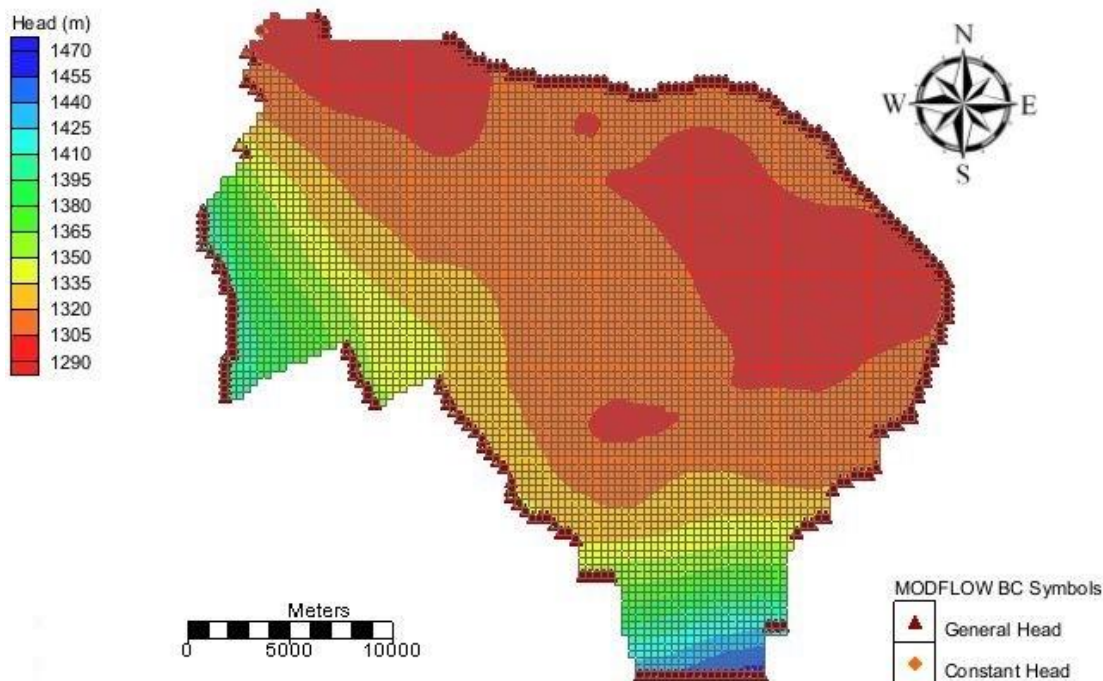 Head (m)
1470
1455
1440
1425
1410
1395
1380
1365
1350
1335
1320
1305
1290
N
W E
S
Meters
0 5000 10000
MODFLOW BC Symbols
General Head
Constant Head